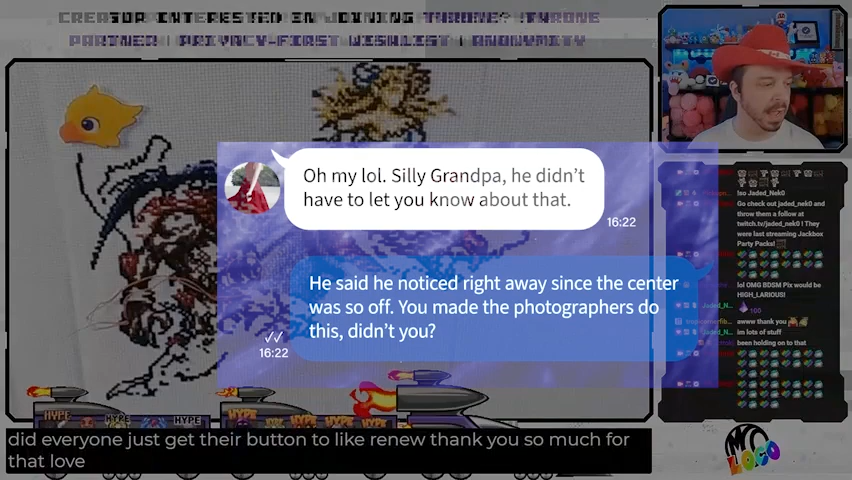 CREATOR INTERESTED IN JOINING THRONE? THRONE
PARTNER | PRIVACY-FIRST WISHLIST | ANONYMITY
Oh my lol. Silly Grandpa, he didn't
have to let you know about that.
16:22
He said he noticed right away since the center
was so off. You made the photographers do
this, didn't you?
16:22
!so Jaded_Nek0
Go check out jaded_nek0 and
throw them a follow at
twitch.tv/jaded_nek0 ! They
were last streaming Jackbox
Party Packs!
lol OMG BDSM Pix would be
HIGH_LARIOUS!
100
awww thank you
Jaded_N
im lots of stuff
been holding on to that
HYPE
HYPE
HYPE
HYPE
HYPE
HYPE
LOCO
did everyone just get their button to like renew thank you so much for
that love